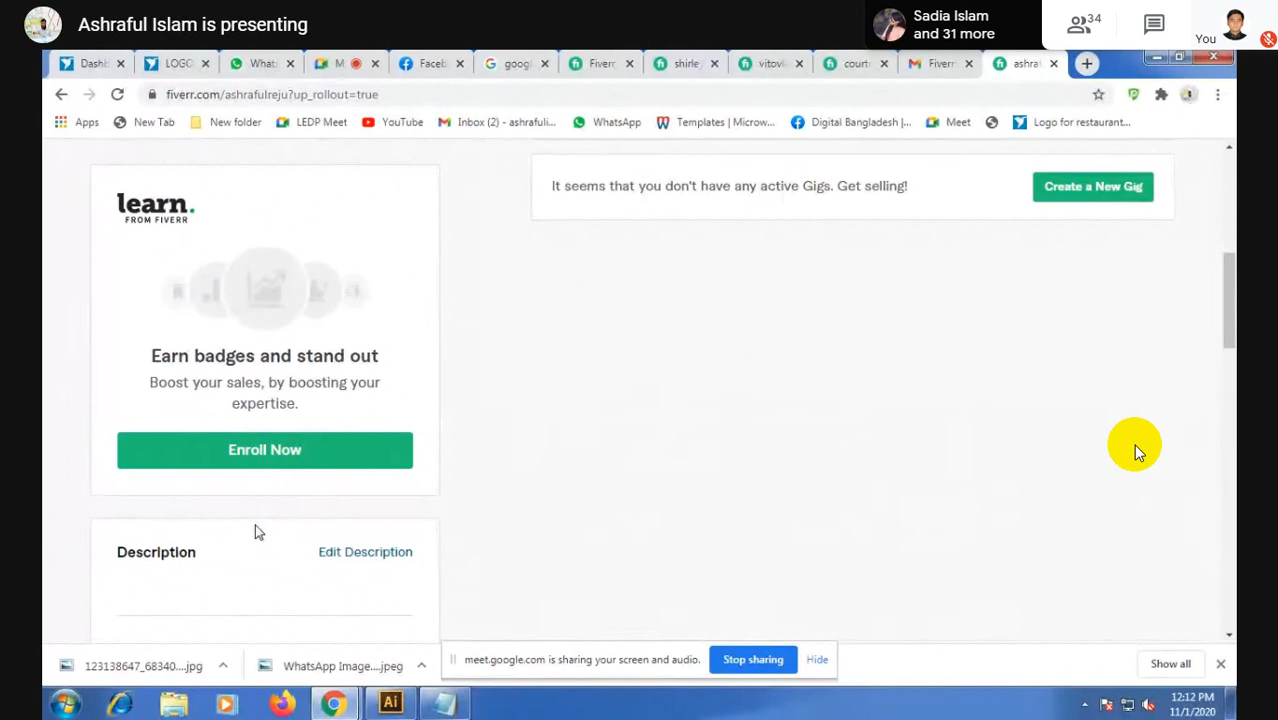 Ashraful Islam is presenting
Sadia Islam
and 31 more
34
You
Dashb
LOGO
Whats
M
Faceb
Fiverr
shirle
vitovi
courts
Fiverr
ashraf
fiverr.com/ashrafulreju?up_rollout=true
Apps
New Tab
New folder
LEDP Meet
YouTube
Inbox (2) - ashrafuli...
WhatsApp
Templates | Microw...
Digital Bangladesh |...
Meet
Logo for restaurant...
It seems that you don't have any active Gigs. Get selling!
Create a New Gig
learn.
FROM FIVERR
Earn badges and stand out
Boost your sales, by boosting your
expertise.
Enroll Now
Description
Edit Description
123138647_68340....jpg
WhatsApp Image....jpeg
meet.google.com is sharing your screen and audio.
Stop sharing
Hide
Show all
Ai
12:12 PM
11/1/2020